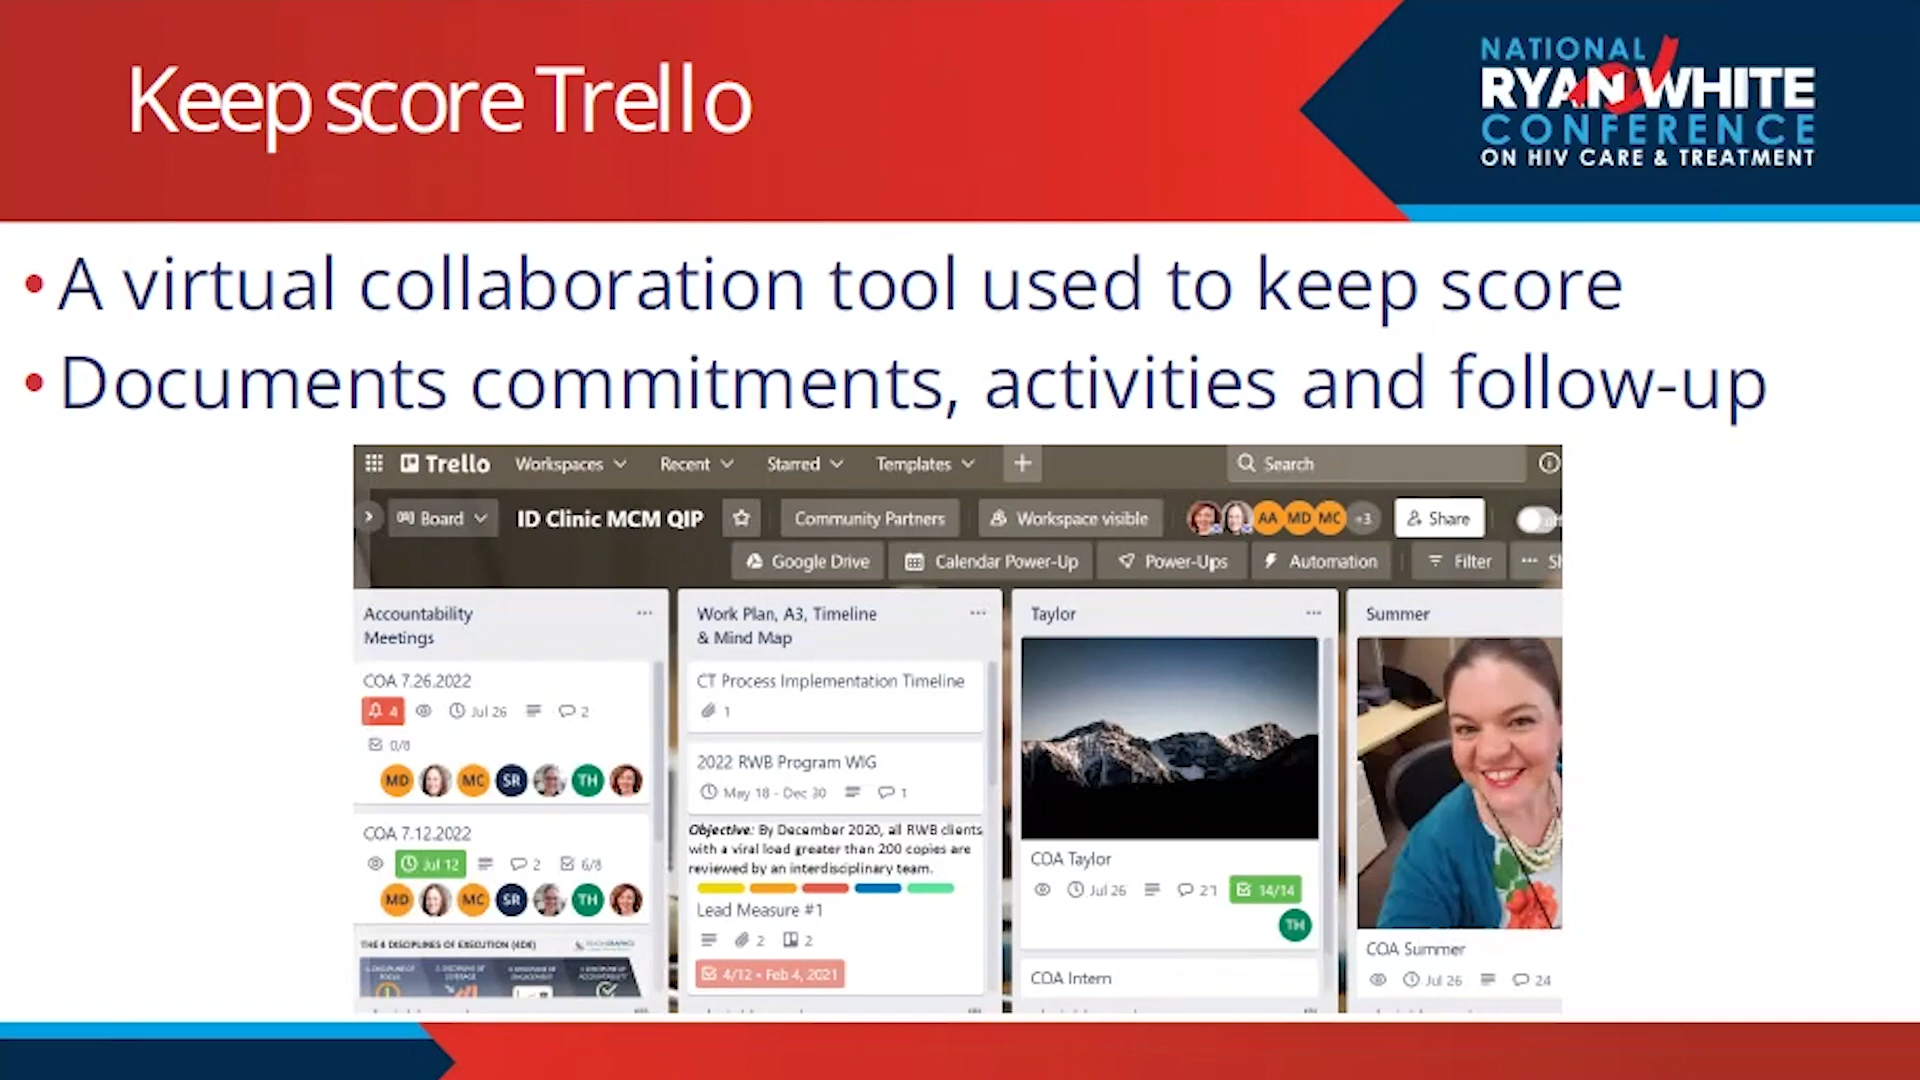 Keep score Trello
NATIONAL
RYAN WHITE
CONFERENCE
ON HIV CARE & TREATMENT
• A virtual collaboration tool used to keep score
• Documents commitments, activities and follow-up
Trello Workspaces Recent Starred Templates + Search
Board ID Clinic MCM QIP Community Partners Workspace visible AA MD MC +3 Share
Google Drive Calendar Power-Up Power-Ups Automation Filter
Accountability
Meetings
COA 7.26.2022
4 Jul 26 2
0/8
MD MC SR TH
COA 7.12.2022
Jul 12 2 6/8
MD MC SR TH
THE 4 DISCIPLINES OF EXECUTION (4DX)
Work Plan, A3, Timeline
& Mind Map
CT Process Implementation Timeline
1
2022 RWB Program WIG
May 18 - Dec 30 1
Objective: By December 2020, all RWB clients
with a viral load greater than 200 copies are
reviewed by an interdisciplinary team.
Lead Measure #1
2 2
4/12 • Feb 4, 2021
Taylor
COA Taylor
Jul 26 21 14/14
TH
COA Intern
Summer
COA Summer
Jul 26 24